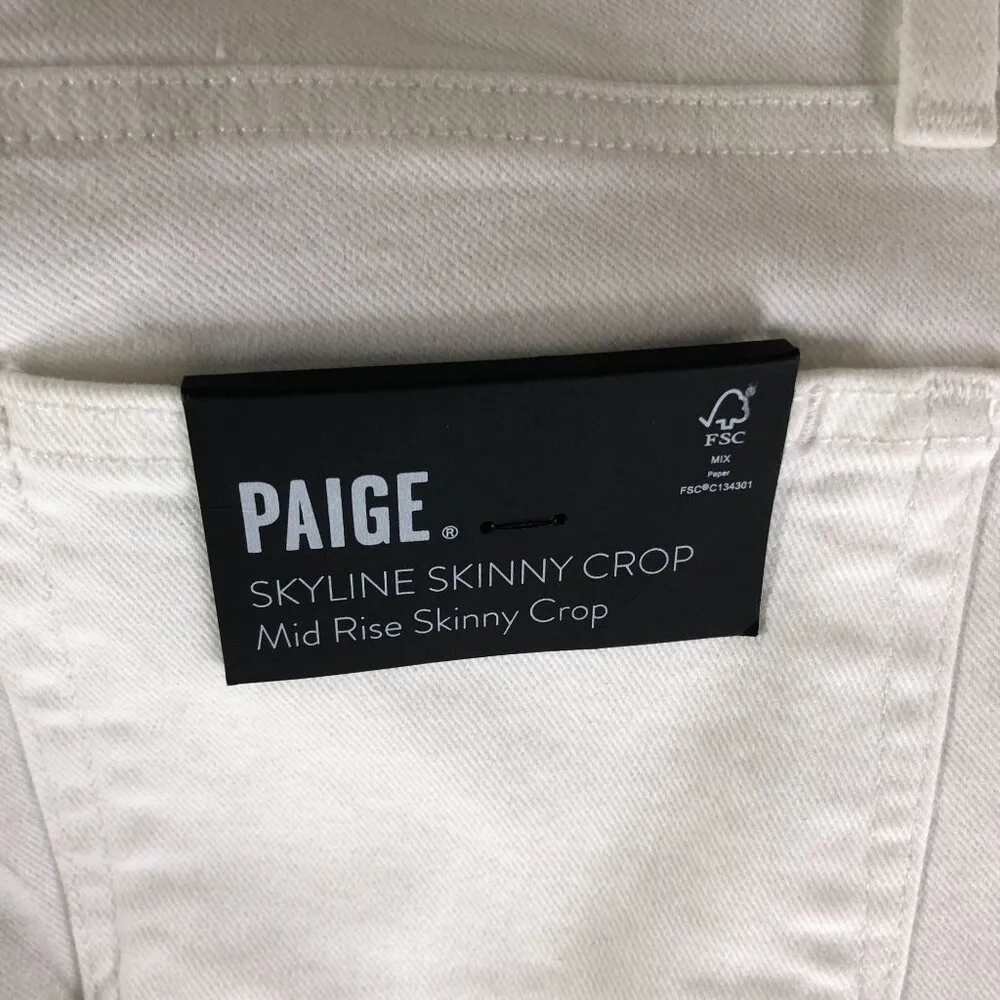 FSC
MIX
Paper
FSC®C134301
PAIGE®
SKYLINE SKINNY CROP
Mid Rise Skinny Crop